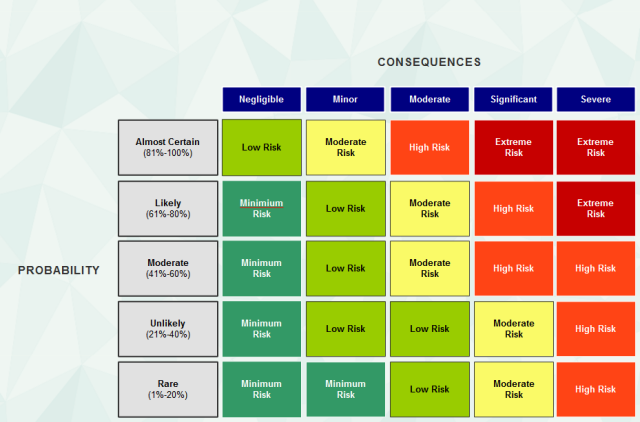 CONSEQUENCES
Negligible
Minor
Moderate
Significant
Severe
Almost Certain
(81%-100%)
Low Risk
Moderate
Risk
High Risk
Extreme
Risk
Extreme
Risk
Likely
(61%-80%)
Minimium
Risk
Low Risk
Moderate
Risk
High Risk
Extreme
Risk
PROBABILITY
Moderate
(41%-60%)
Minimum
Risk
Low Risk
Moderate
Risk
High Risk
High Risk
Unlikely
(21%-40%)
Minimum
Risk
Low Risk
Low Risk
Moderate
Risk
High Risk
Rare
(1%-20%)
Minimum
Risk
Minimum
Risk
Low Risk
Moderate
Risk
High Risk